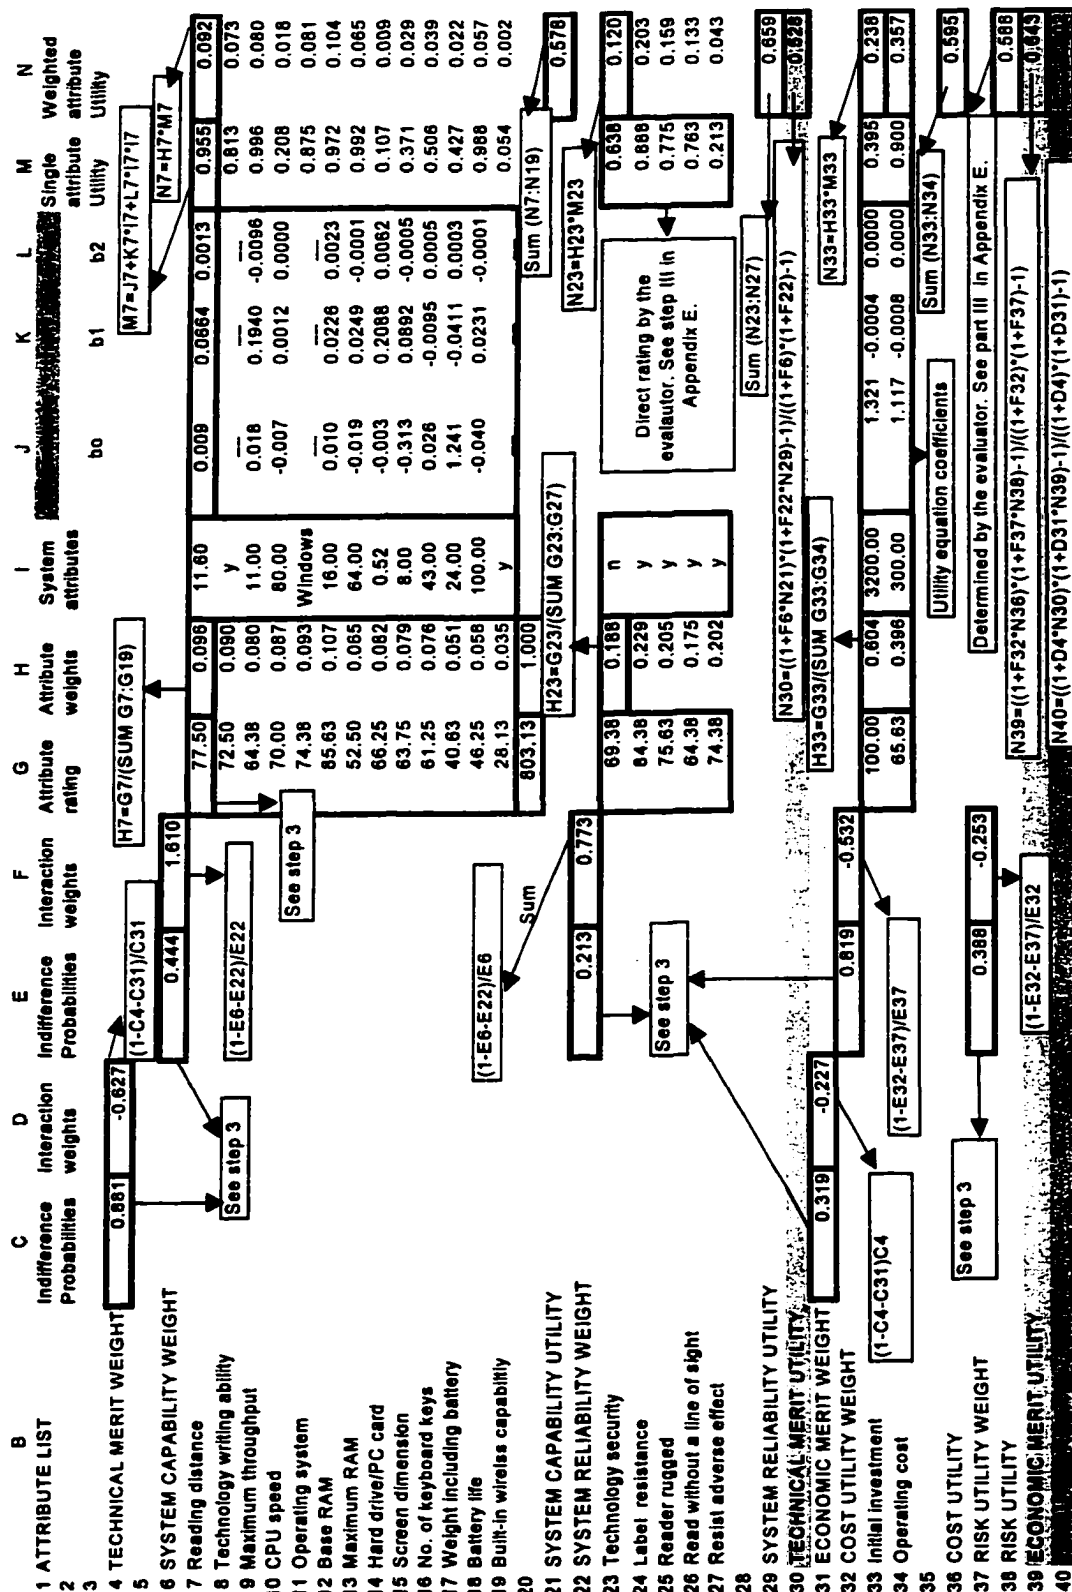 B C D E F G H I J K L M N
1 ATTRIBUTE LIST Indifference Interaction Indifference Interaction Attribute Attribute System Single Weighted
2 Probabilities weights Probabilities weights rating weights attributes bo b1 b2 attribute attribute
3 Utility Utility
H7=G7/(SUM G7:G19) M7=J7+K7*I7+L7*I7*I7
4 TECHNICAL MERIT WEIGHT 0.881 -0.627
5 (1-C4-C31)/C31 N7=H7*M7
6 SYSTEM CAPABILITY WEIGHT 0.444 1.610
7 Reading distance 77.50 0.096 11.60 0.009 0.0664 0.0013 0.955 0.092
8 Technology writing ability 72.50 0.090 y — — — 0.813 0.073
9 Maximum throughput 64.38 0.080 11.00 0.018 0.1940 -0.0096 0.996 0.080
10 CPU speed 70.00 0.087 80.00 -0.007 0.0012 0.0000 0.208 0.018
11 Operating system 74.38 0.093 Windows — — — 0.875 0.081
12 Base RAM 85.63 0.107 16.00 0.010 0.0226 0.0023 0.972 0.104
13 Maximum RAM 52.50 0.065 64.00 -0.019 0.0249 -0.0001 0.992 0.065
14 Hard drive/PC card 66.25 0.082 0.52 -0.003 0.2088 0.0062 0.107 0.009
15 Screen dimension 63.75 0.079 8.00 -0.313 0.0892 -0.0005 0.371 0.029
16 No. of keyboard keys 61.25 0.076 43.00 0.026 -0.0095 0.0005 0.506 0.039
17 Weight including battery 40.63 0.051 24.00 1.241 -0.0411 0.0003 0.427 0.022
18 Battery life 46.25 0.058 100.00 -0.040 0.0231 -0.0001 0.988 0.057
19 Built-in wirelss capabitliy 28.13 0.035 y 0.054 0.002
See step 3
(1-E6-E22)/E22
See step 3
20 803.13 1.000
Sum (N7:N19)
21 SYSTEM CAPABILITY UTILITY 0.578
(1-E6-E22)/E6
Sum
H23=G23/(SUM G23:G27)
N23=H23*M23
22 SYSTEM RELIABILITY WEIGHT 0.213 0.773
23 Technology security 69.38 0.188 n 0.638 0.120
24 Label resistance 84.38 0.229 y 0.888 0.203
25 Reader rugged 75.63 0.205 y 0.775 0.159
26 Read without a line of sight 64.38 0.175 y 0.763 0.133
27 Resist adverse effect 74.38 0.202 y 0.213 0.043
See step 3
Direct rating by the
evalautor. See step III in
Appendix E.
28 Sum (N23:N27)
29 SYSTEM RELIABILITY UTILITY 0.659
30 TECHNICAL MERIT UTILITY N30=((1+F6*N21)*(1+F22*N29)-1)/((1+F6)*(1+F22)-1) 0.628
31 ECONOMIC MERIT WEIGHT 0.319 -0.227 H33=G33/(SUM G33:G34) N33=H33*M33
32 COST UTILITY WEIGHT 0.619 -0.532
33 Initial investment 100.00 0.604 3200.00 1.321 -0.0004 0.0000 0.395 0.238
34 Operating cost 65.63 0.396 300.00 1.117 -0.0008 0.0000 0.900 0.357
(1-C4-C31)C4
(1-E32-E37)/E37
35 Utility equation coefficients Sum (N33:N34)
36 COST UTILITY 0.595
See step 3
37 RISK UTILITY WEIGHT 0.388 -0.253 Determined by the evaluator. See part III in Appendix E.
38 RISK UTILITY 0.588
(1-E32-E37)/E32
39 ECONOMIC MERIT UTILITY N39=((1+F32*N36)*(1+F37*N38)-1)/((1+F32)*(1+F37)-1) 0.643
40 N40=((1+D4*N30)*(1+D31*N39)-1)/((1+D4)*(1+D31)-1)